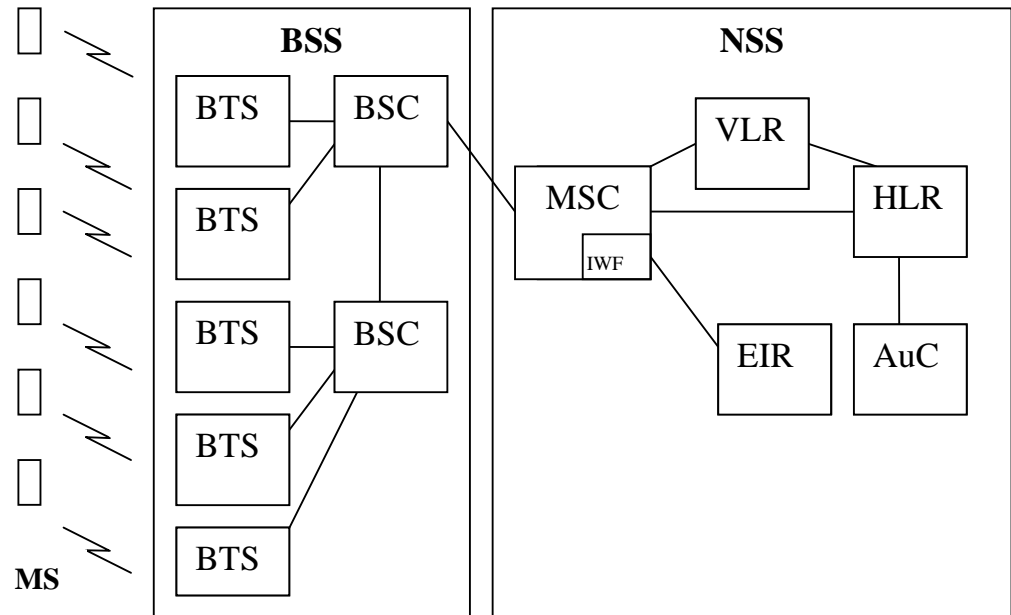 BSS
NSS
BTS
BSC
VLR
BTS
MSC
HLR
IWF
BTS
BSC
EIR
AuC
BTS
BTS
MS